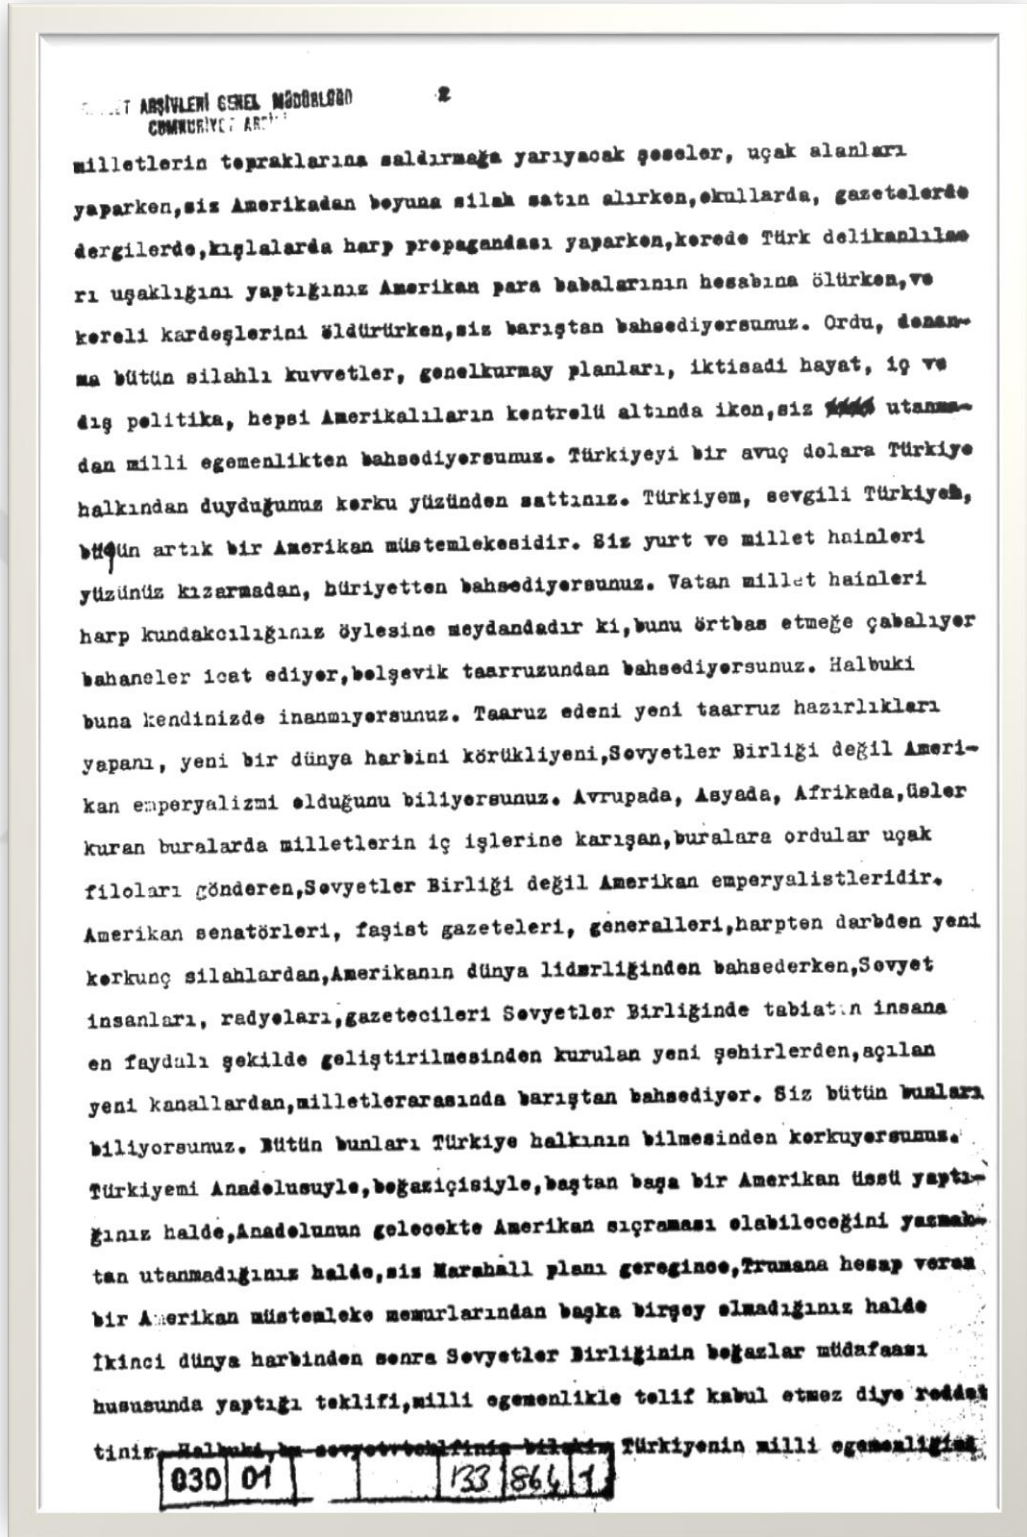 ARŞİVLERİ GENEL MÜDÜRLÜĞÜ 2
CUMHURİYET
milletlerin topraklarına saldırmağa yarıyacak şoseler, uçak alanları
yaparken,siz Amerikadan boyuna silah satın alırken,okullarda, gazetelerde
dergilerde,kışlalarda harp propagandası yaparken,korede Türk delikanlıla
rı uşaklığını yaptığınız Amerikan para babalarının hesabına ölürken,ve
koreli kardeşlerini öldürürken,siz barıştan bahsediyorsunuz. Ordu, donan-
ma bütün silahlı kuvvetler, genelkurmay planları, iktisadi hayat, iç ve
dış politika, hepsi Amerikalıların kontrolü altında iken,siz utanma-
dan milli egemenlikten bahsediyorsunuz. Türkiyeyi bir avuç dolara Türkiye
halkından duyduğunuz korku yüzünden sattınız. Türkiyem, sevgili Türkiyem,
bügün artık bir Amerikan müstemlekesidir. Siz yurt ve millet hainleri
yüzünüz kızarmadan, hüriyetten bahsediyorsunuz. Vatan millet hainleri
harp kundakcılığınız öylesine meydandadır ki,bunu örtbas etmeğe çabalıyor
bahaneler icat ediyor,bolşevik taarruzundan bahsediyorsunuz. Halbuki
buna kendinizde inanmıyorsunuz. Taaruz edeni yeni taarruz hazırlıkları
yapanı, yeni bir dünya harbini körükliyeni,Sovyetler Birliği değil Ameri-
kan emperyalizmi olduğunu biliyorsunuz. Avrupada, Asyada, Afrikada,üsler
kuran buralarda milletlerin iç işlerine karışan,buralara ordular uçak
filoları gönderen,Sovyetler Birliği değil Amerikan emperyalistleridir.
Amerikan senatörleri, faşist gazeteleri, generalleri,harpten darbden yeni
korkunç silahlardan,Amerikanın dünya liderliğinden bahsederken,Sovyet
insanları, radyoları,gazetecileri Sovyetler Birliğinde tabiatın insana
en faydalı şekilde geliştirilmesinden kurulan yeni şehirlerden,açılan
yeni kanallardan,milletlerarasında barıştan bahsediyor. Siz bütün bunları
biliyorsunuz. Bütün bunları Türkiye halkının bilmesinden korkuyorsunuz.
Türkiyemi Anadolusuyle,boğaziçisiyle,baştan başa bir Amerikan üssü yaptı-
ğınız halde,Anadolunun gelecekte Amerikan sıçraması olabileceğini yazmak-
tan utanmadığınız halde,siz Marshall planı geregince,Trumana hesap veren
bir Amerikan müstemleke memurlarından başka birşey olmadığınız halde
İkinci dünya harbinden sonra Sovyetler Birliğinin boğazlar müdafaası
hususunda yaptığı teklifi,milli egemenlikle telif kabul etmez diye reddet
tiniz. Halbuki,bu sovyet teklifinin bilakis Türkiyenin milli egemenliğini
030 01 133 864 1